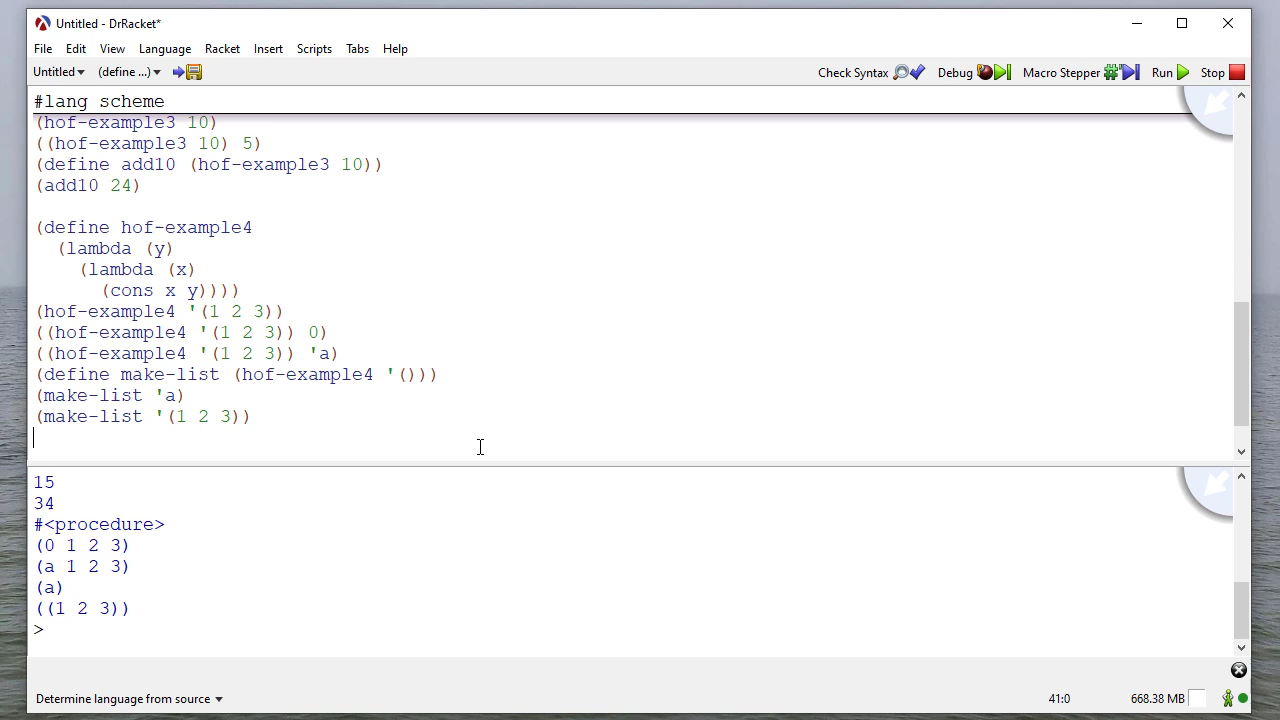 Untitled - DrRacket*
File Edit View Language Racket Insert Scripts Tabs Help
Untitled (define ...) Check Syntax Debug Macro Stepper Run Stop
#lang scheme
(hof-example3 10)
((hof-example3 10) 5)
(define add10 (hof-example3 10))
(add10 24)
(define hof-example4
(lambda (y)
(lambda (x)
(cons x y))))
(hof-example4 '(1 2 3))
((hof-example4 '(1 2 3)) 0)
((hof-example4 '(1 2 3)) 'a)
(define make-list (hof-example4 '()))
(make-list 'a)
(make-list '(1 2 3))
15
34
#<procedure>
(0 1 2 3)
(a 1 2 3)
(a)
((1 2 3))
>
Determine language from source 41:0 668.38 MB